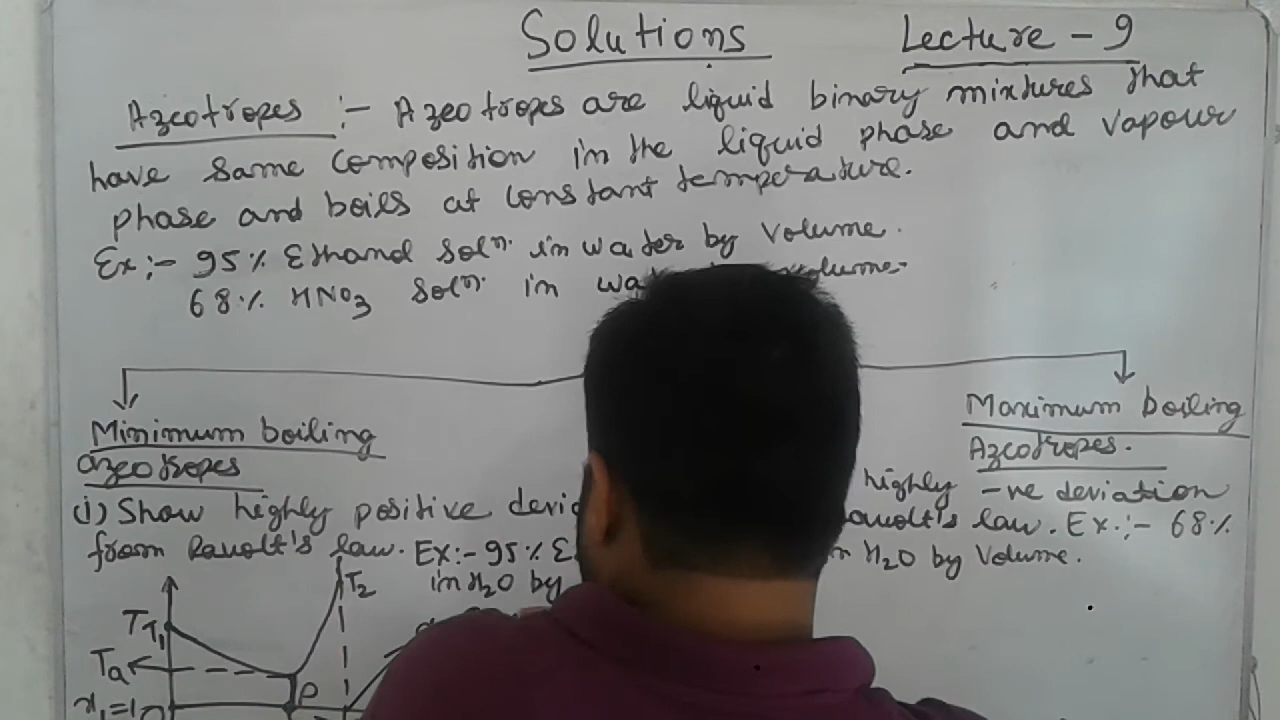 Solutions Lecture - 9
Azeotropes :- Azeotropes are liquid binary mixtures that
have same composition in the liquid phase and vapour
phase and boils at constant temperature.
Ex:- 95% Ethanol solⁿ. in water by volume.
68% HNO3 solⁿ. in
Minimum boiling
azeotropes
Maximum boiling
Azeotropes.
(i) Show highly positive
from Raoult's law. Ex:- 95%
in H2O by
highly -ve deviation
law. Ex:- 68%
H2O by Volume.
T2
T T1
Ta
P
x1=1 0